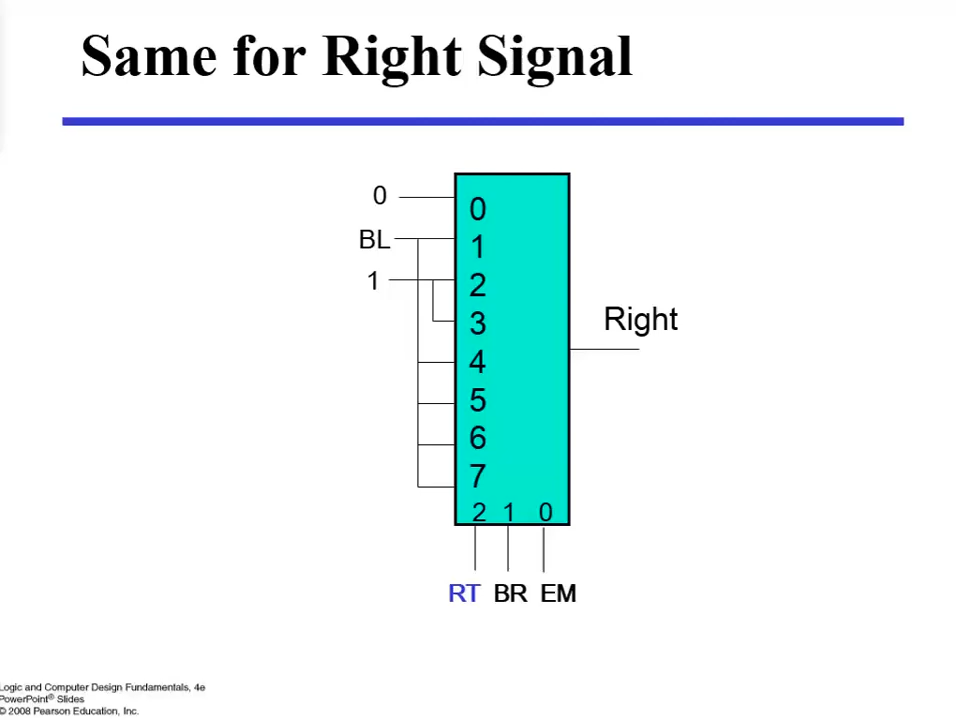 Same for Right Signal
0
0
BL
1
1
2
3
Right
4
5
6
7
2 1 0
RT BR EM
Logic and Computer Design Fundamentals, 4e
PowerPoint® Slides
© 2008 Pearson Education, Inc.